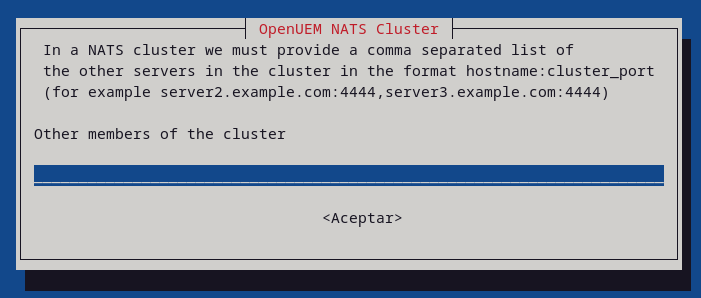 OpenUEM NATS Cluster
In a NATS cluster we must provide a comma separated list of
the other servers in the cluster in the format hostname:cluster_port
(for example server2.example.com:4444,server3.example.com:4444)
Other members of the cluster
<Aceptar>